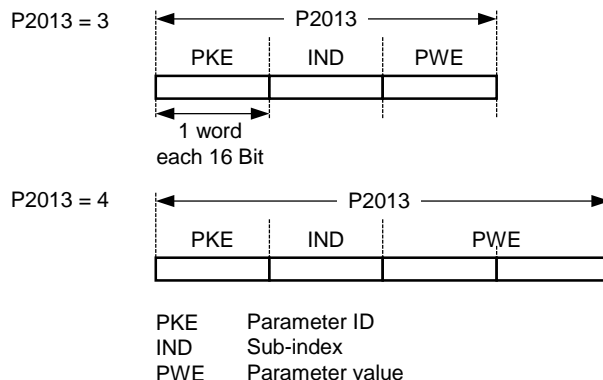 P2013 = 3
P2013
PKE IND PWE
1 word
each 16 Bit
P2013 = 4
P2013
PKE IND PWE
PKE Parameter ID
IND Sub-index
PWE Parameter value